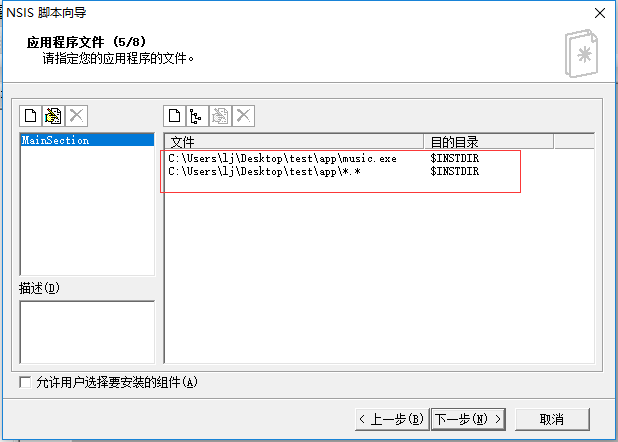 NSIS 脚本向导
应用程序文件 (5/8)
请指定您的应用程序的文件。
MainSection
文件 目的目录
C:\Users\lj\Desktop\test\app\music.exe $INSTDIR
C:\Users\lj\Desktop\test\app\*.* $INSTDIR
描述(D)
允许用户选择要安装的组件(A)
< 上一步(B) 下一步(N) > 取消